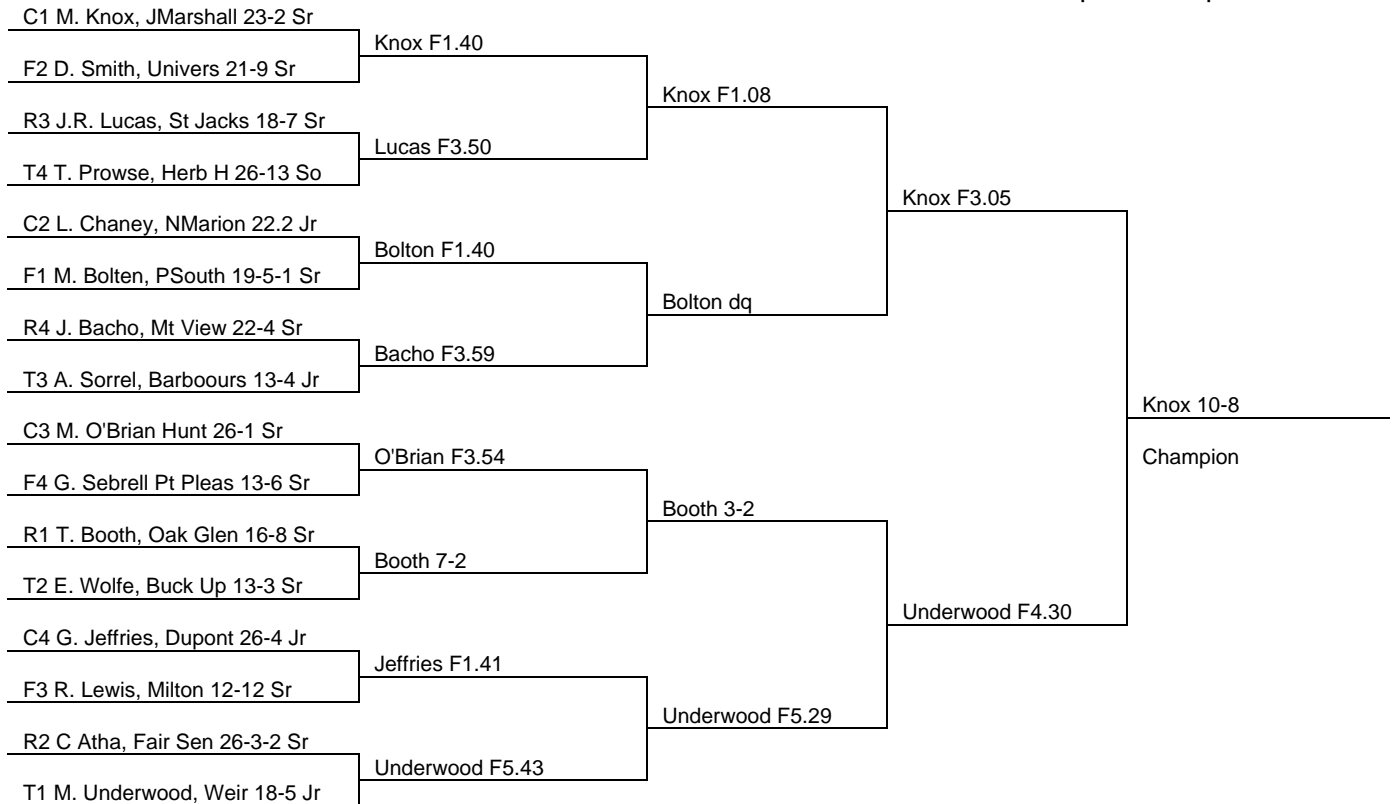 C1 M. Knox, JMarshall 23-2 Sr
Knox F1.40
F2 D. Smith, Univers 21-9 Sr
Knox F1.08
R3 J.R. Lucas, St Jacks 18-7 Sr
Lucas F3.50
T4 T. Prowse, Herb H 26-13 So
Knox F3.05
C2 L. Chaney, NMarion 22.2 Jr
Bolton F1.40
F1 M. Bolten, PSouth 19-5-1 Sr
Bolton dq
R4 J. Bacho, Mt View 22-4 Sr
Bacho F3.59
T3 A. Sorrel, Barboours 13-4 Jr
Knox 10-8
C3 M. O'Brian Hunt 26-1 Sr
O'Brian F3.54
Champion
F4 G. Sebrell Pt Pleas 13-6 Sr
Booth 3-2
R1 T. Booth, Oak Glen 16-8 Sr
Booth 7-2
T2 E. Wolfe, Buck Up 13-3 Sr
Underwood F4.30
C4 G. Jeffries, Dupont 26-4 Jr
Jeffries F1.41
F3 R. Lewis, Milton 12-12 Sr
Underwood F5.29
R2 C Atha, Fair Sen 26-3-2 Sr
Underwood F5.43
T1 M. Underwood, Weir 18-5 Jr